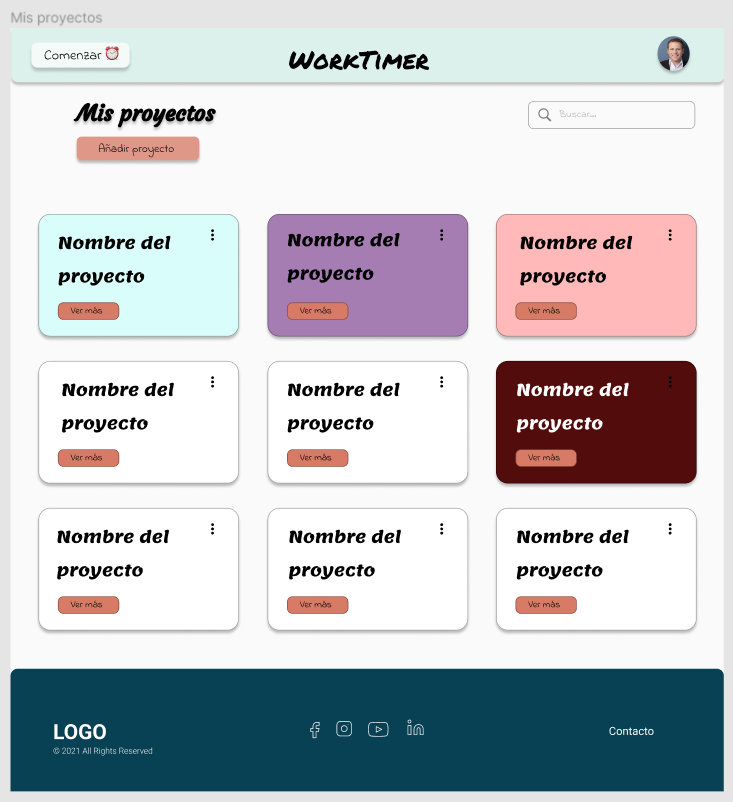 Mis proyectos
Comenzar ⏰
WorkTimer
Mis proyectos
Buscar...
Añadir proyecto
Nombre del
proyecto
Ver más
Nombre del
proyecto
Ver más
Nombre del
proyecto
Ver más
Nombre del
proyecto
Ver más
Nombre del
proyecto
Ver más
Nombre del
proyecto
Ver más
Nombre del
proyecto
Ver más
Nombre del
proyecto
Ver más
Nombre del
proyecto
Ver más
LOGO
© 2021 All Rights Reserved
Contacto